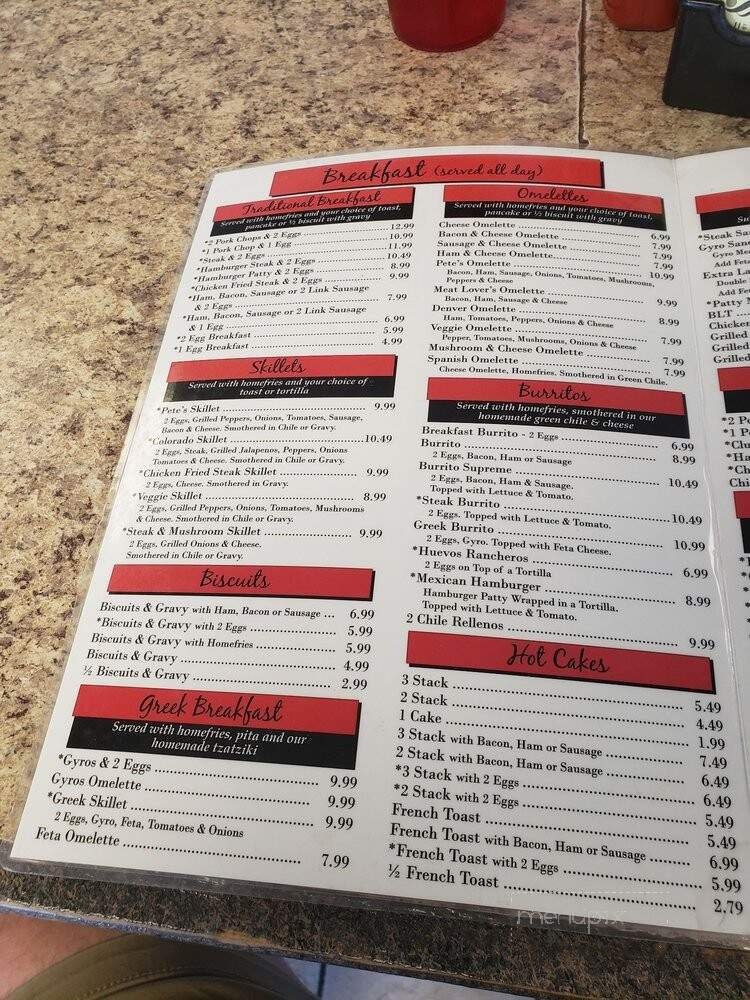 Breakfast (served all day)
Traditional Breakfast
Served with homefries and your choice of toast,
pancake or ½ biscuit with gravy
*2 Pork Chops & 2 Eggs 12.99
*1 Pork Chop & 1 Egg 10.99
*Steak & 2 Eggs 11.99
*Hamburger Steak & 2 Eggs 10.49
*Hamburger Patty & 2 Eggs 8.99
*Chicken Fried Steak & 2 Eggs 9.99
*Ham, Bacon, Sausage or 2 Link Sausage
& 2 Eggs 7.99
*Ham, Bacon, Sausage or 2 Link Sausage
& 1 Egg 6.99
*2 Egg Breakfast 5.99
*1 Egg Breakfast 4.99
Skillets
Served with homefries and your choice of
toast or tortilla
*Pete's Skillet 9.99
2 Eggs, Grilled Peppers, Onions, Tomatoes, Sausage,
Bacon & Cheese. Smothered in Chile or Gravy.
*Colorado Skillet 10.49
2 Eggs, Steak, Grilled Jalapenos, Peppers, Onions
Tomatoes & Cheese. Smothered in Chile or Gravy.
*Chicken Fried Steak Skillet 9.99
2 Eggs, Cheese. Smothered in Gravy.
*Veggie Skillet 8.99
2 Eggs, Grilled Peppers, Onions, Tomatoes, Mushrooms
& Cheese. Smothered in Chile or Gravy.
*Steak & Mushroom Skillet 9.99
2 Eggs, Grilled Onions & Cheese.
Smothered in Chile or Gravy.
Biscuits
Biscuits & Gravy with Ham, Bacon or Sausage ... 6.99
*Biscuits & Gravy with 2 Eggs 5.99
Biscuits & Gravy with Homefries 5.99
Biscuits & Gravy 4.99
½ Biscuits & Gravy 2.99
Greek Breakfast
Served with homefries, pita and our
homemade tzatziki
*Gyros & 2 Eggs 9.99
Gyros Omelette 9.99
*Greek Skillet 9.99
2 Eggs, Gyro, Feta, Tomatoes & Onions
Feta Omelette 7.99
Omelettes
Served with homefries and your choice of toast,
pancake or ½ biscuit with gravy
Cheese Omelette 6.99
Bacon & Cheese Omelette 7.99
Sausage & Cheese Omelette 7.99
Ham & Cheese Omelette 7.99
Pete's Omelette 10.99
Bacon, Ham, Sausage, Onions, Tomatoes, Mushrooms,
Peppers & Cheese
Meat Lover's Omelette 9.99
Bacon, Ham, Sausage & Cheese
Denver Omelette 8.99
Ham, Tomatoes, Peppers, Onions & Cheese
Veggie Omelette 7.99
Pepper, Tomatoes, Mushrooms, Onions & Cheese
Mushroom & Cheese Omelette 7.99
Spanish Omelette 7.99
Cheese Omelette, Homefries, Smothered in Green Chile.
Burritos
Served with homefries, smothered in our
homemade green chile & cheese
Breakfast Burrito - 2 Eggs 6.99
Burrito 8.99
2 Eggs, Bacon, Ham or Sausage
Burrito Supreme 10.49
2 Eggs, Bacon, Ham & Sausage.
Topped with Lettuce & Tomato.
*Steak Burrito 10.49
2 Eggs. Topped with Lettuce & Tomato.
Greek Burrito 10.99
2 Eggs, Gyro. Topped with Feta Cheese.
*Huevos Rancheros 6.99
2 Eggs on Top of a Tortilla
*Mexican Hamburger 8.99
Hamburger Patty Wrapped in a Tortilla.
Topped with Lettuce & Tomato.
2 Chile Rellenos 9.99
Hot Cakes
3 Stack 5.49
2 Stack 4.49
1 Cake 1.99
3 Stack with Bacon, Ham or Sausage 7.49
2 Stack with Bacon, Ham or Sausage 6.49
*3 Stack with 2 Eggs 6.49
*2 Stack with 2 Eggs 5.49
French Toast 5.49
French Toast with Bacon, Ham or Sausage 6.99
*French Toast with 2 Eggs 5.99
½ French Toast 2.79
*Steak
Gyro
Gyro
Add
Extra
Double
Add
*Patty
BLT
Chicken
Grilled
Grilled
Grilled
menupix